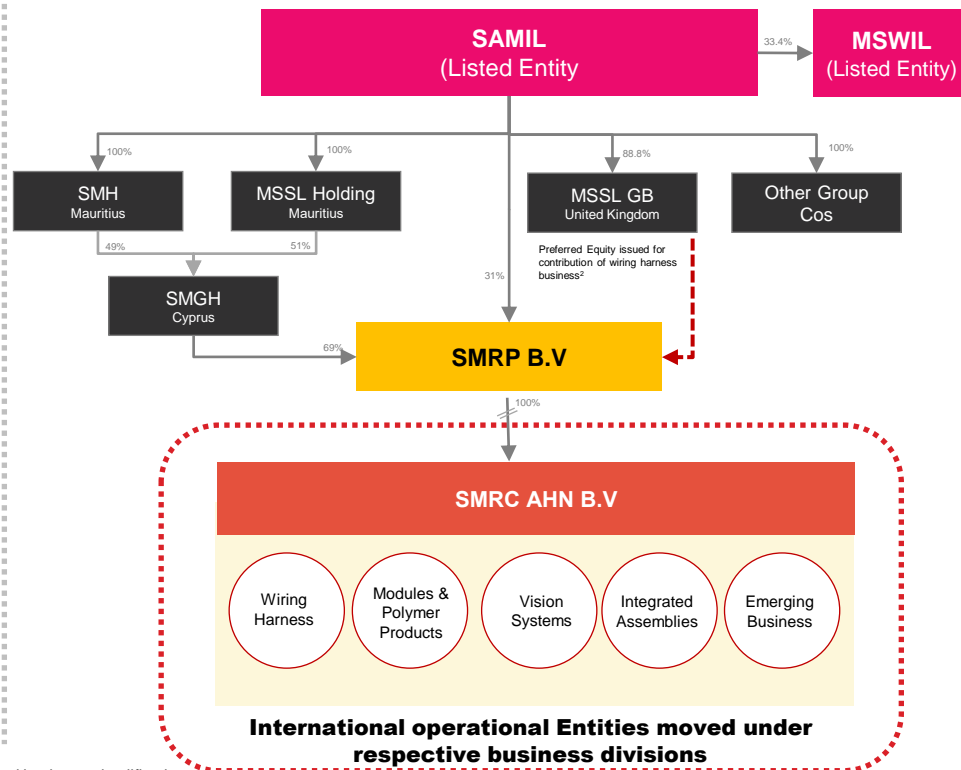 SAMIL
(Listed Entity
33.4%
MSWIL
(Listed Entity)
100%
100%
88.8%
100%
SMH
Mauritius
MSSL Holding
Mauritius
MSSL GB
United Kingdom
Other Group
Cos
49%
51%
Preferred Equity issued for
contribution of wiring harness
business²
31%
SMGH
Cyprus
69%
SMRP B.V
100%
SMRC AHN B.V
Wiring
Harness
Modules &
Polymer
Products
Vision
Systems
Integrated
Assemblies
Emerging
Business
International operational Entities moved under
respective business divisions